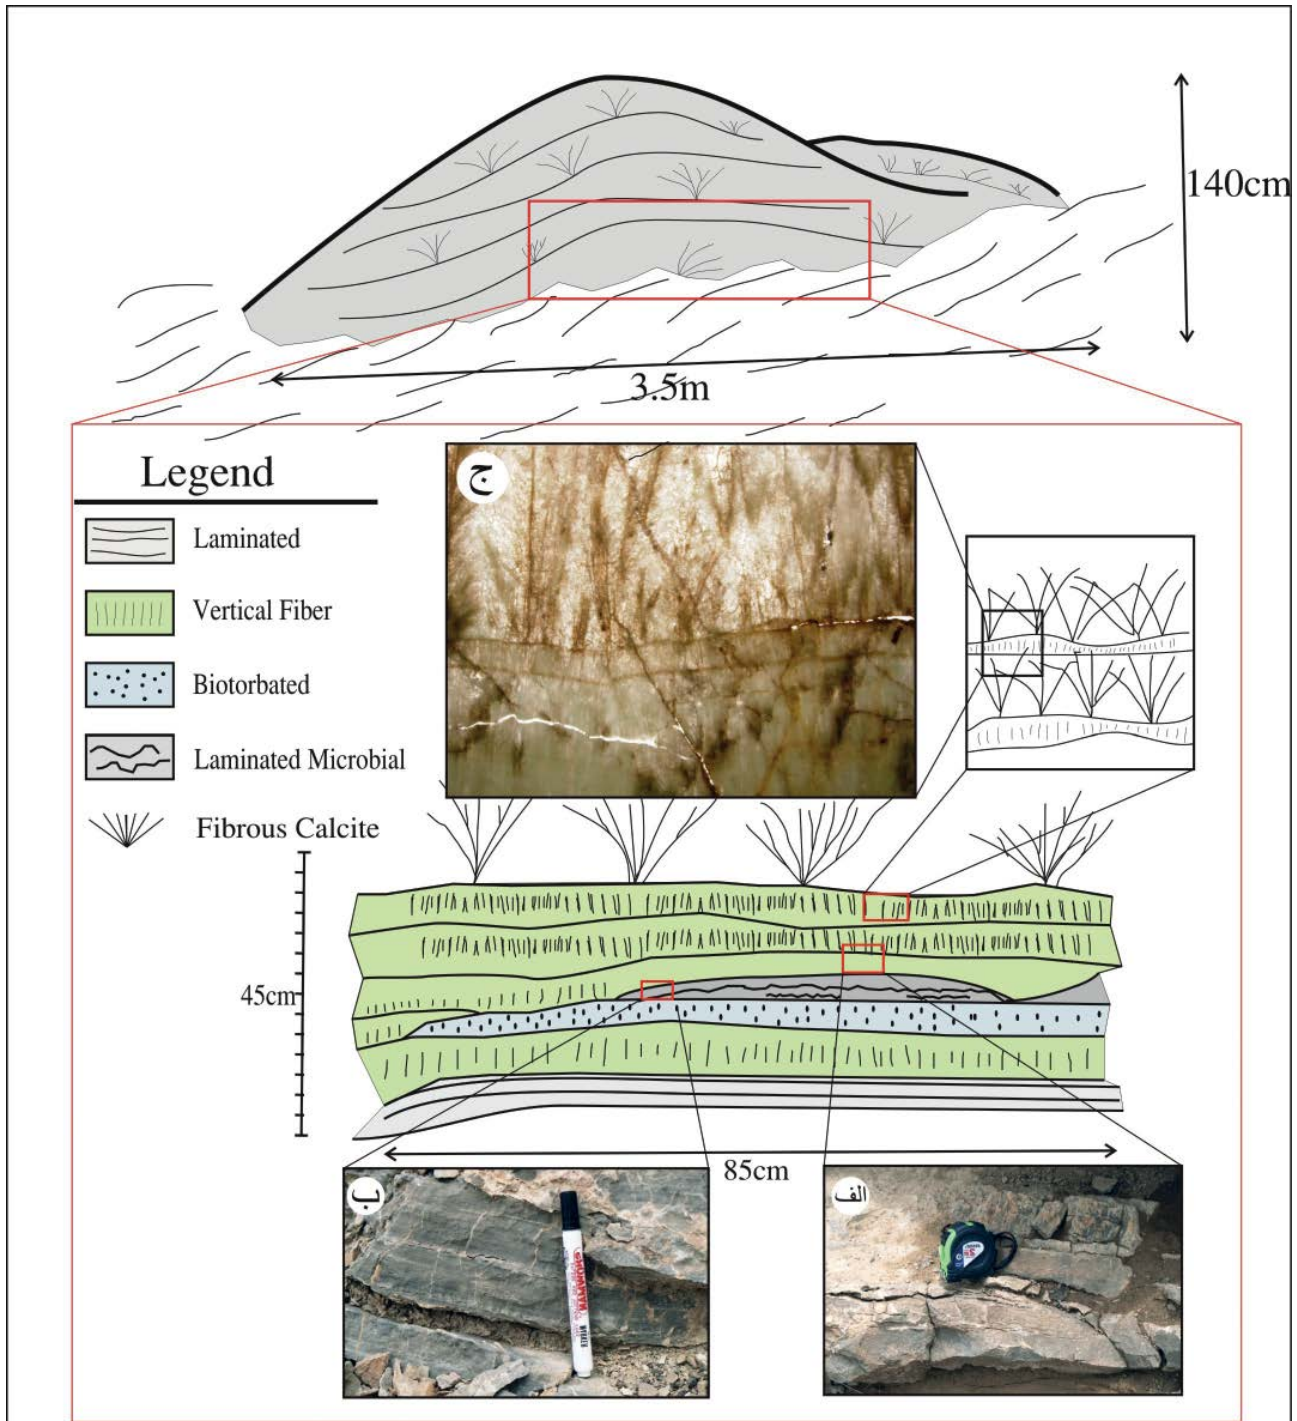 140cm
3.5m
ج
Legend
Laminated
Vertical Fiber
Biotorbated
Laminated Microbial
Fibrous Calcite
45cm
85cm
ب
الف